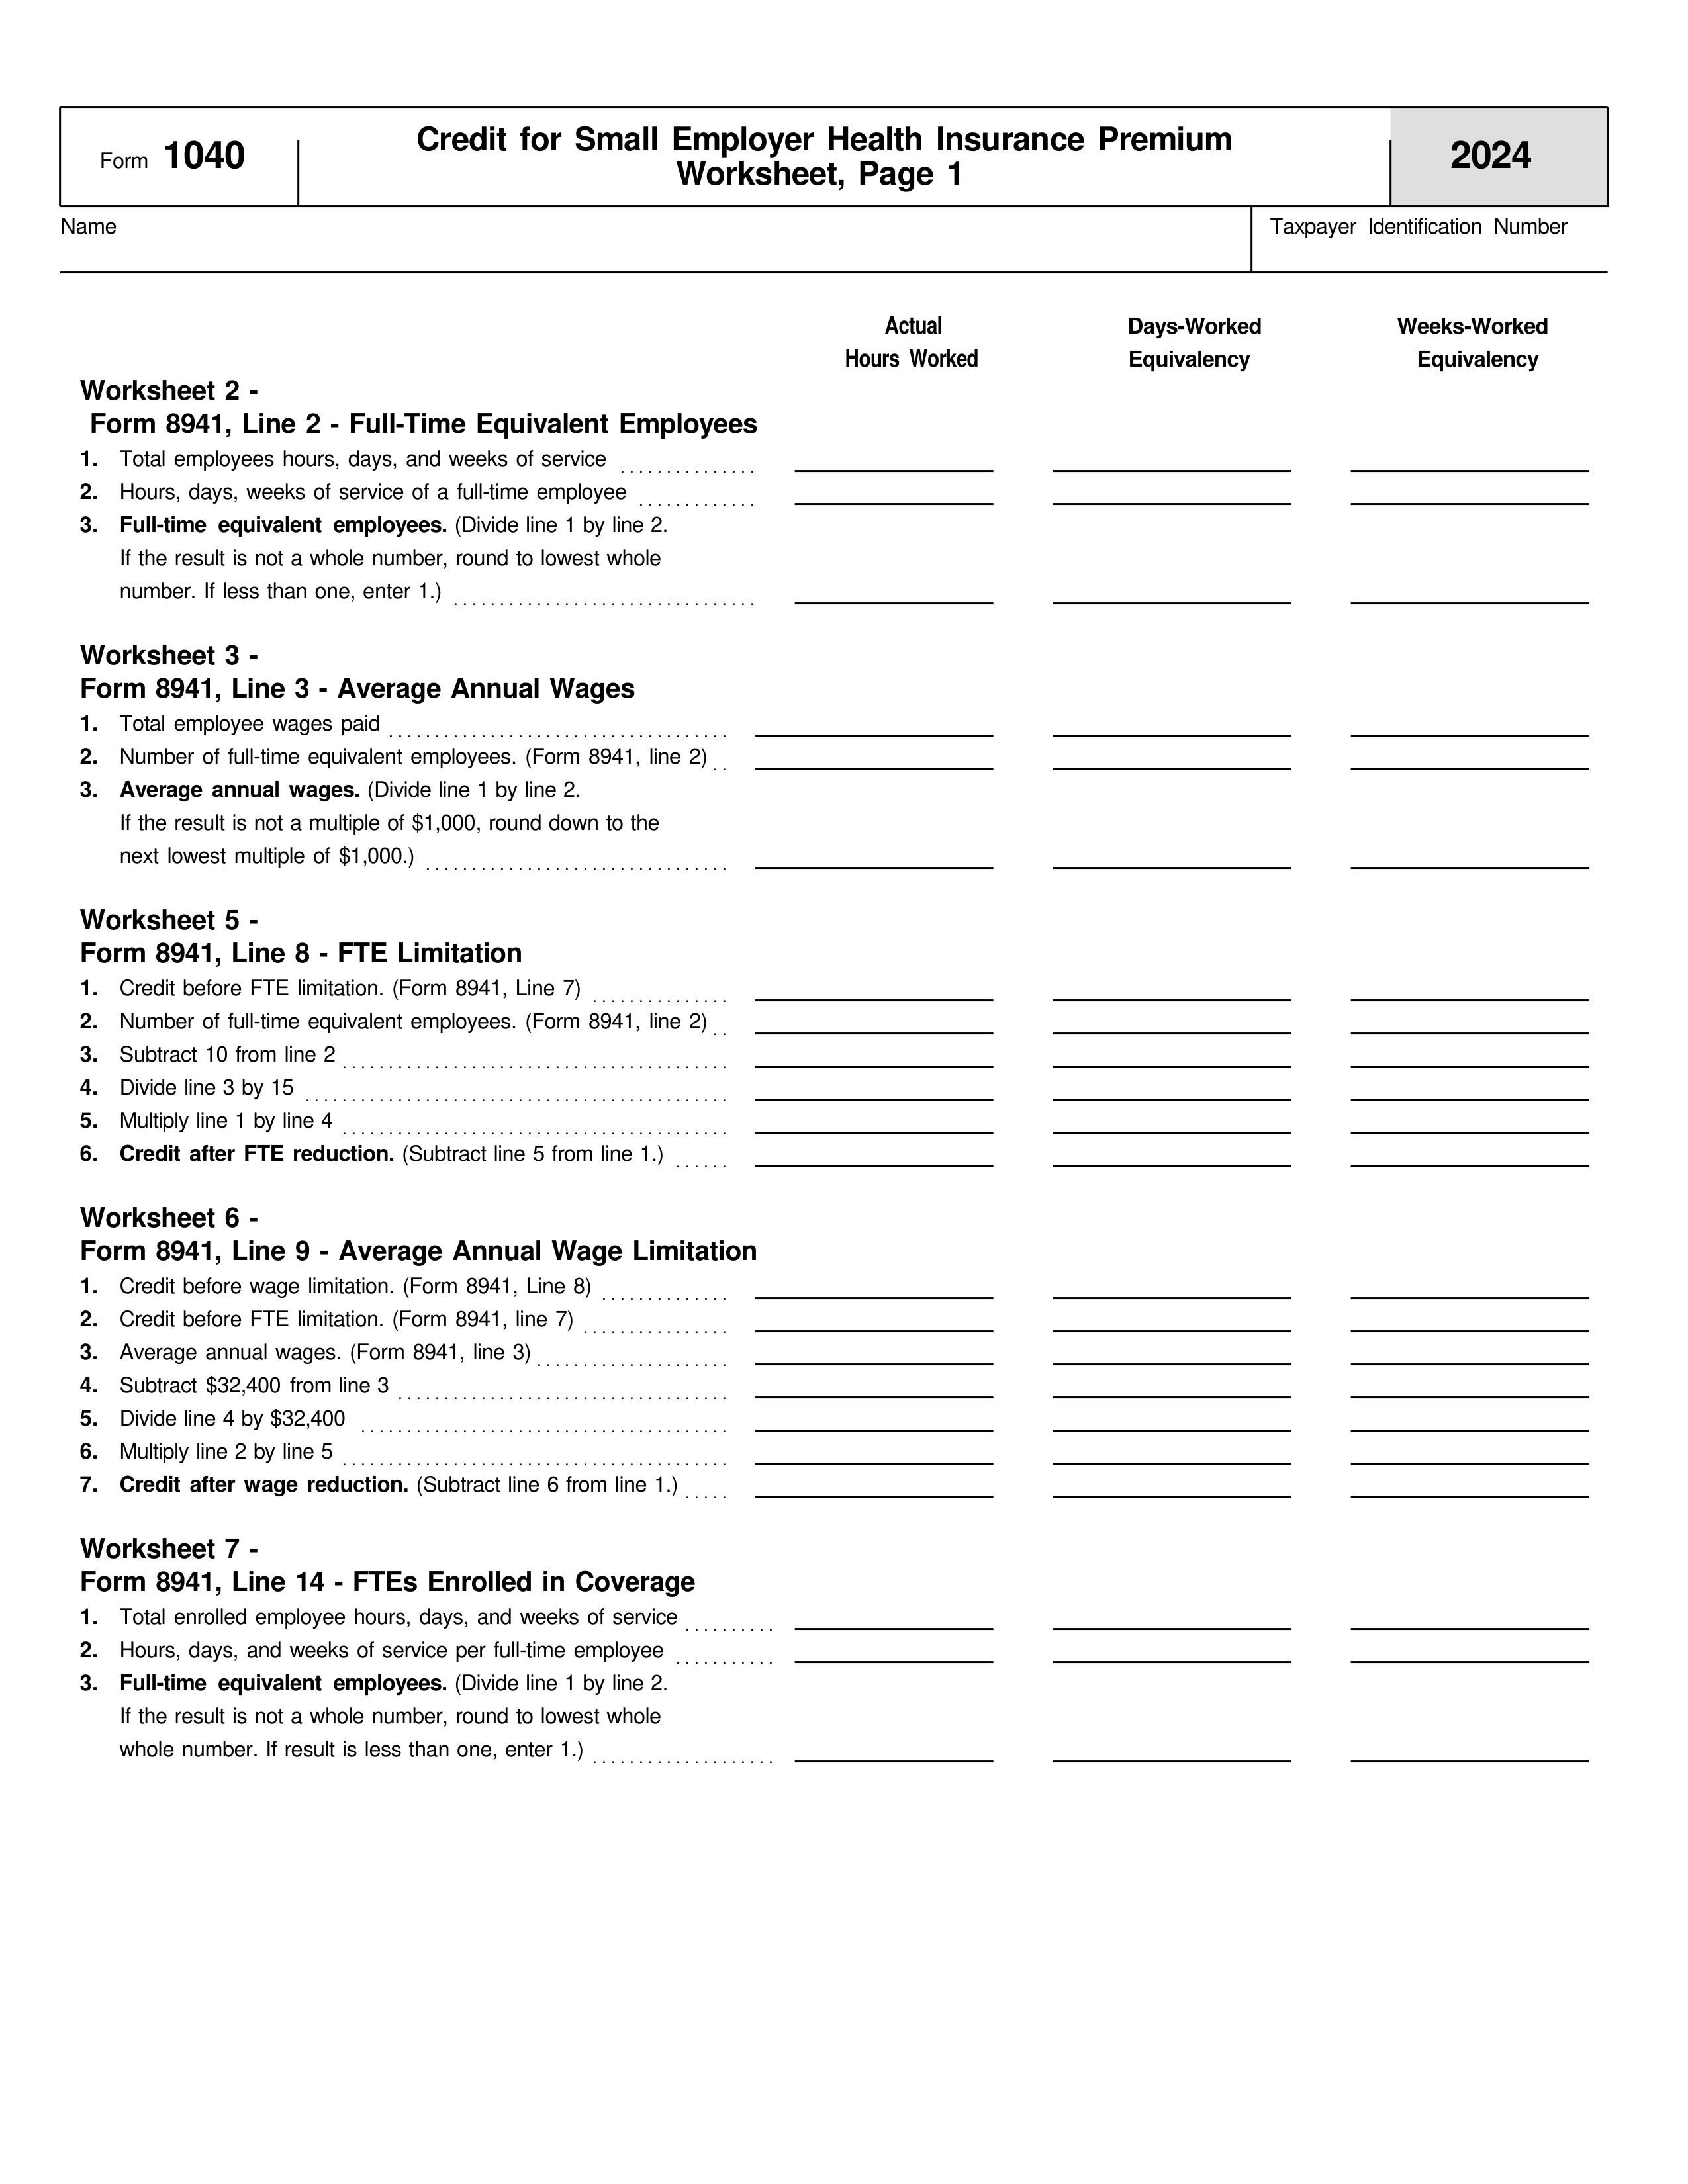 Form 1040
Credit for Small Employer Health Insurance Premium
Worksheet, Page 1
2024
Name
Taxpayer Identification Number
Actual Days-Worked Weeks-Worked
Hours Worked Equivalency Equivalency
Worksheet 2 -
Form 8941, Line 2 - Full-Time Equivalent Employees
1. Total employees hours, days, and weeks of service
2. Hours, days, weeks of service of a full-time employee
3. Full-time equivalent employees. (Divide line 1 by line 2.
If the result is not a whole number, round to lowest whole
number. If less than one, enter 1.)
Worksheet 3 -
Form 8941, Line 3 - Average Annual Wages
1. Total employee wages paid
2. Number of full-time equivalent employees. (Form 8941, line 2)
3. Average annual wages. (Divide line 1 by line 2.
If the result is not a multiple of $1,000, round down to the
next lowest multiple of $1,000.)
Worksheet 5 -
Form 8941, Line 8 - FTE Limitation
1. Credit before FTE limitation. (Form 8941, Line 7)
2. Number of full-time equivalent employees. (Form 8941, line 2)
3. Subtract 10 from line 2
4. Divide line 3 by 15
5. Multiply line 1 by line 4
6. Credit after FTE reduction. (Subtract line 5 from line 1.)
Worksheet 6 -
Form 8941, Line 9 - Average Annual Wage Limitation
1. Credit before wage limitation. (Form 8941, Line 8)
2. Credit before FTE limitation. (Form 8941, line 7)
3. Average annual wages. (Form 8941, line 3)
4. Subtract $32,400 from line 3
5. Divide line 4 by $32,400
6. Multiply line 2 by line 5
7. Credit after wage reduction. (Subtract line 6 from line 1.)
Worksheet 7 -
Form 8941, Line 14 - FTEs Enrolled in Coverage
1. Total enrolled employee hours, days, and weeks of service
2. Hours, days, and weeks of service per full-time employee
3. Full-time equivalent employees. (Divide line 1 by line 2.
If the result is not a whole number, round to lowest whole
whole number. If result is less than one, enter 1.)